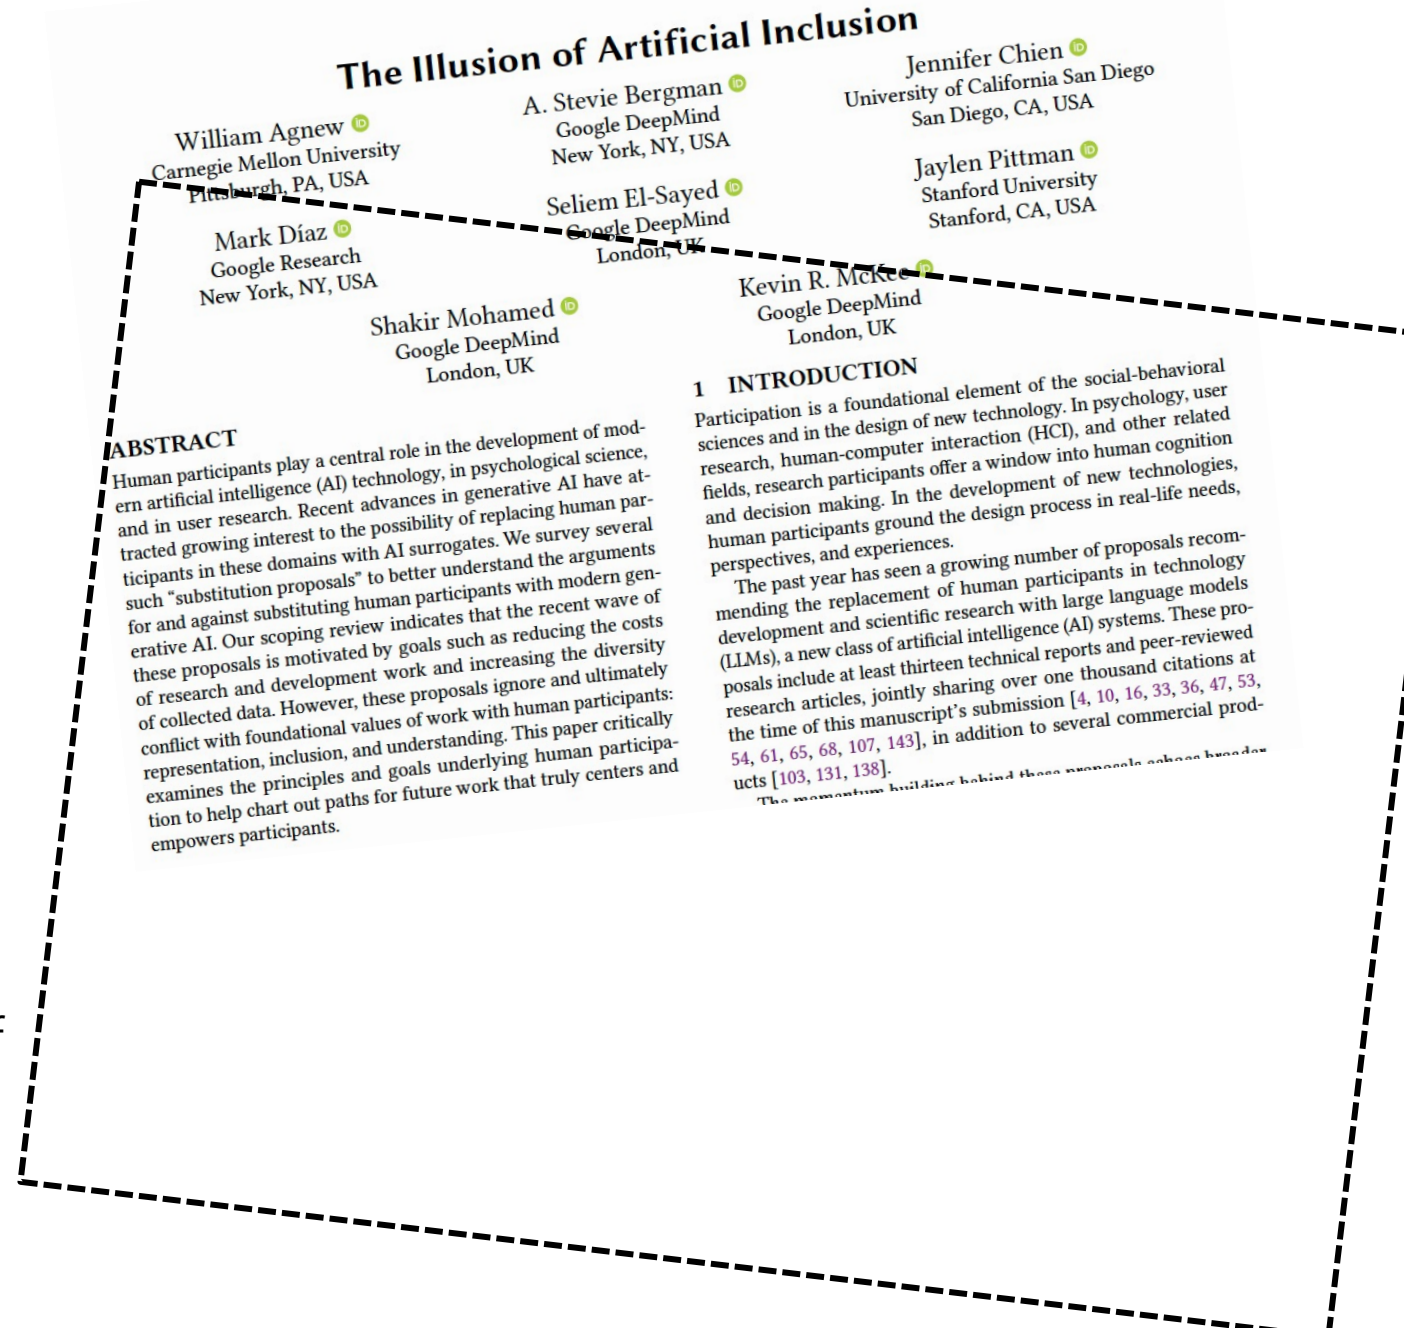 The Illusion of Artificial Inclusion
William Agnew
Carnegie Mellon University
Pittsburgh, PA, USA
A. Stevie Bergman
Google DeepMind
New York, NY, USA
Jennifer Chien
University of California San Diego
San Diego, CA, USA
Mark Díaz
Google Research
New York, NY, USA
Seliem El-Sayed
Google DeepMind
London, UK
Jaylen Pittman
Stanford University
Stanford, CA, USA
Shakir Mohamed
Google DeepMind
London, UK
Kevin R. McKee
Google DeepMind
London, UK
ABSTRACT
Human participants play a central role in the development of mod-
ern artificial intelligence (AI) technology, in psychological science,
and in user research. Recent advances in generative AI have at-
tracted growing interest to the possibility of replacing human par-
ticipants in these domains with AI surrogates. We survey several
such “substitution proposals” to better understand the arguments
for and against substituting human participants with modern gen-
erative AI. Our scoping review indicates that the recent wave of
these proposals is motivated by goals such as reducing the costs
of research and development work and increasing the diversity
of collected data. However, these proposals ignore and ultimately
conflict with foundational values of work with human participants:
representation, inclusion, and understanding. This paper critically
examines the principles and goals underlying human participa-
tion to help chart out paths for future work that truly centers and
empowers participants.
1 INTRODUCTION
Participation is a foundational element of the social-behavioral
sciences and in the design of new technology. In psychology, user
research, human-computer interaction (HCI), and other related
fields, research participants offer a window into human cognition
and decision making. In the development of new technologies,
human participants ground the design process in real-life needs,
perspectives, and experiences.
The past year has seen a growing number of proposals recom-
mending the replacement of human participants in technology
development and scientific research with large language models
(LLMs), a new class of artificial intelligence (AI) systems. These pro-
posals include at least thirteen technical reports and peer-reviewed
research articles, jointly sharing over one thousand citations at
the time of this manuscript's submission [4, 10, 16, 33, 36, 47, 53,
54, 61, 65, 68, 107, 143], in addition to several commercial prod-
ucts [103, 131, 138].
The momentum building behind these proposals echoes broader